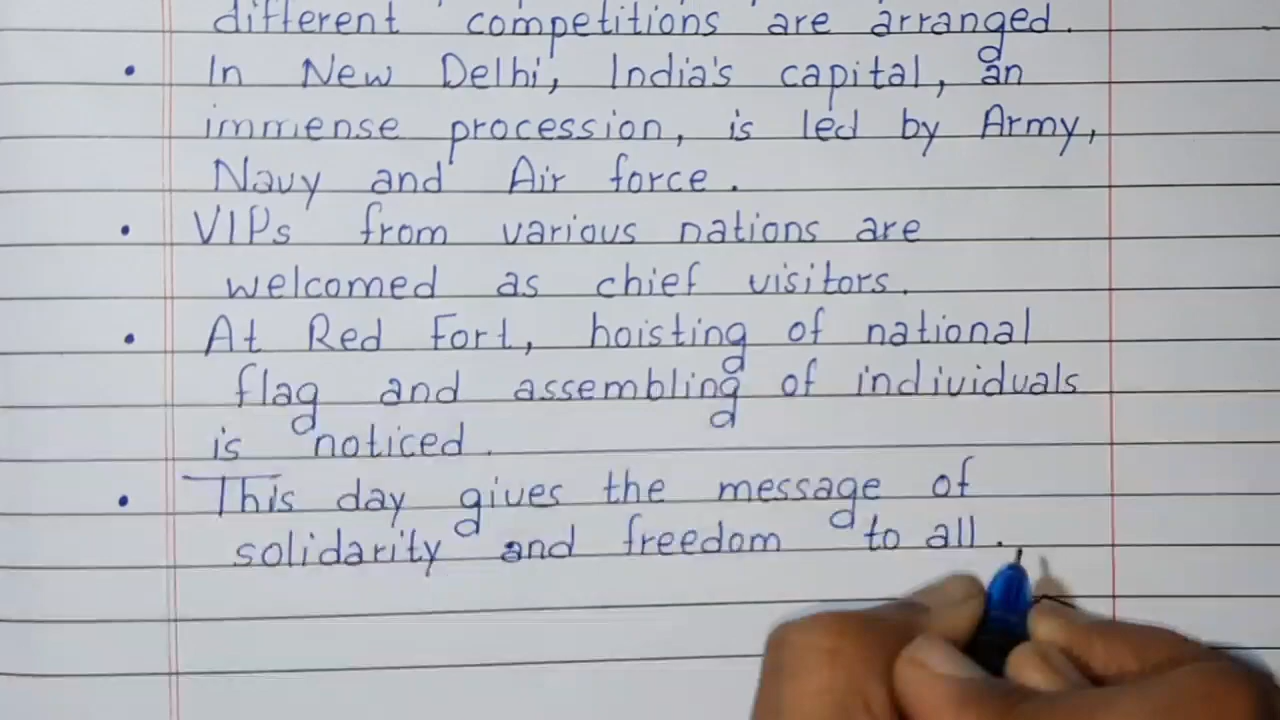 different competitions are arranged.
• In New Delhi, India's capital, an
immense procession, is led by Army,
Navy and Air force.
• VIPs from various nations are
welcomed as chief visitors.
• At Red Fort, hoisting of national
flag and assembling of individuals
is noticed.
• This day gives the message of
solidarity and freedom to all.